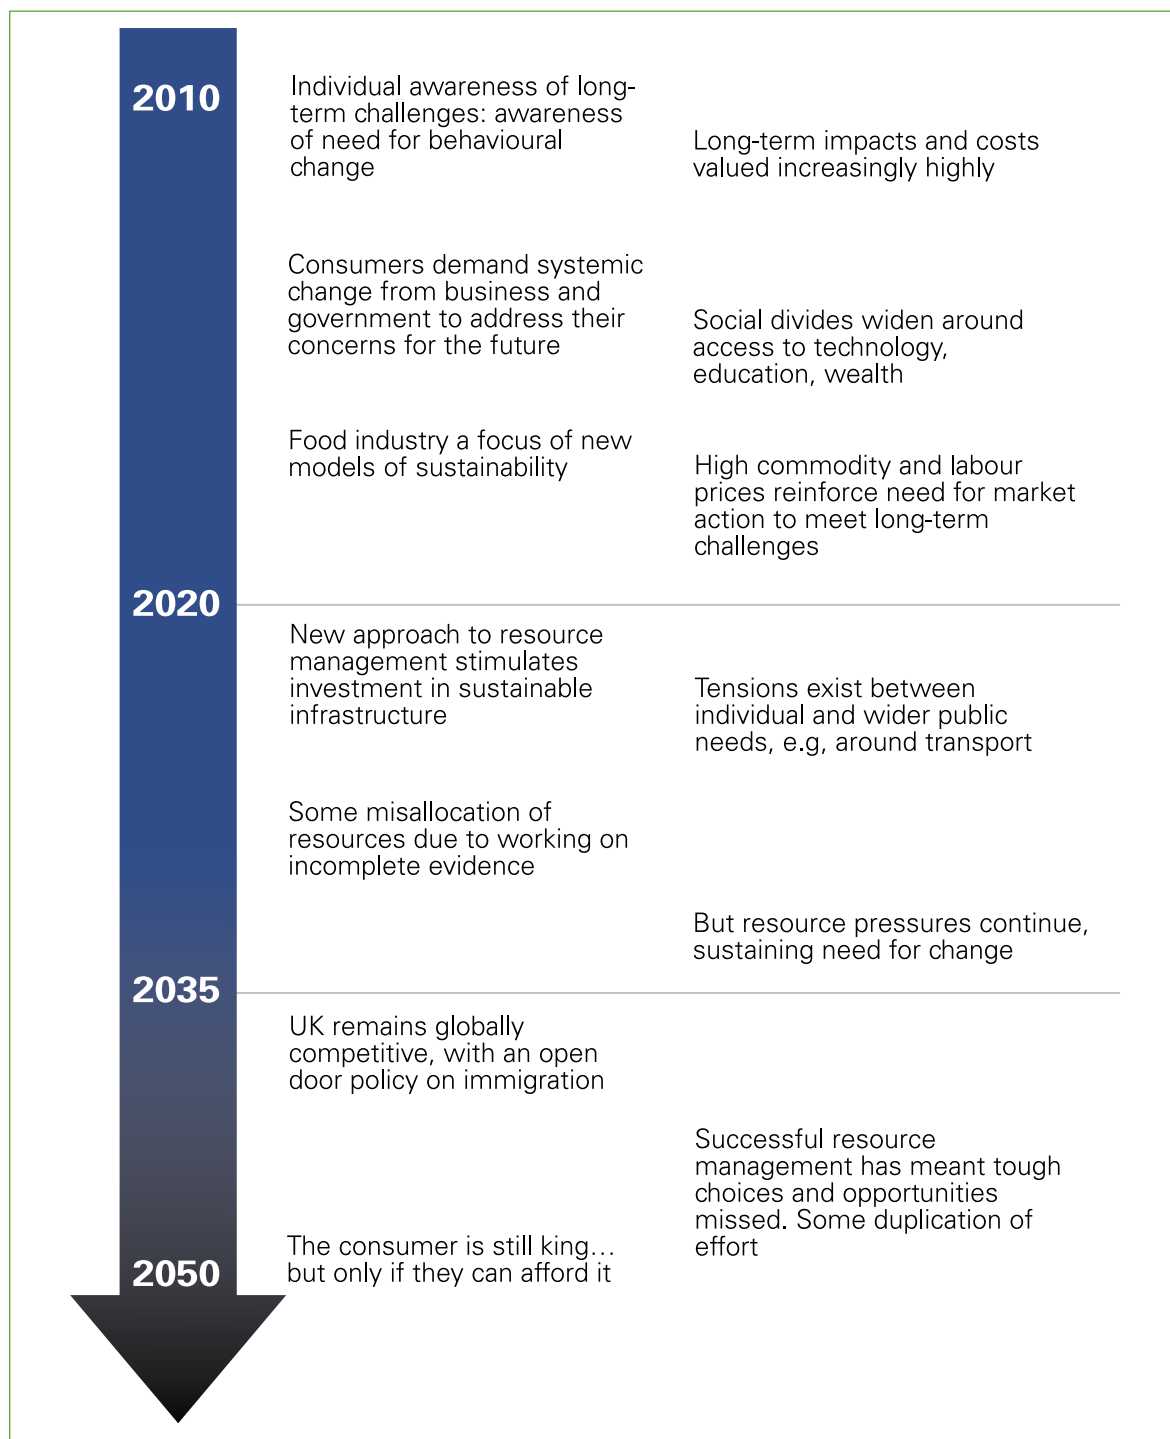 2010
Individual awareness of long-
term challenges: awareness
of need for behavioural
change
Long-term impacts and costs
valued increasingly highly
Consumers demand systemic
change from business and
government to address their
concerns for the future
Social divides widen around
access to technology,
education, wealth
Food industry a focus of new
models of sustainability
High commodity and labour
prices reinforce need for market
action to meet long-term
challenges
2020
New approach to resource
management stimulates
investment in sustainable
infrastructure
Tensions exist between
individual and wider public
needs, e.g, around transport
Some misallocation of
resources due to working on
incomplete evidence
But resource pressures continue,
sustaining need for change
2035
UK remains globally
competitive, with an open
door policy on immigration
Successful resource
management has meant tough
choices and opportunities
missed. Some duplication of
effort
2050
The consumer is still king…
but only if they can afford it